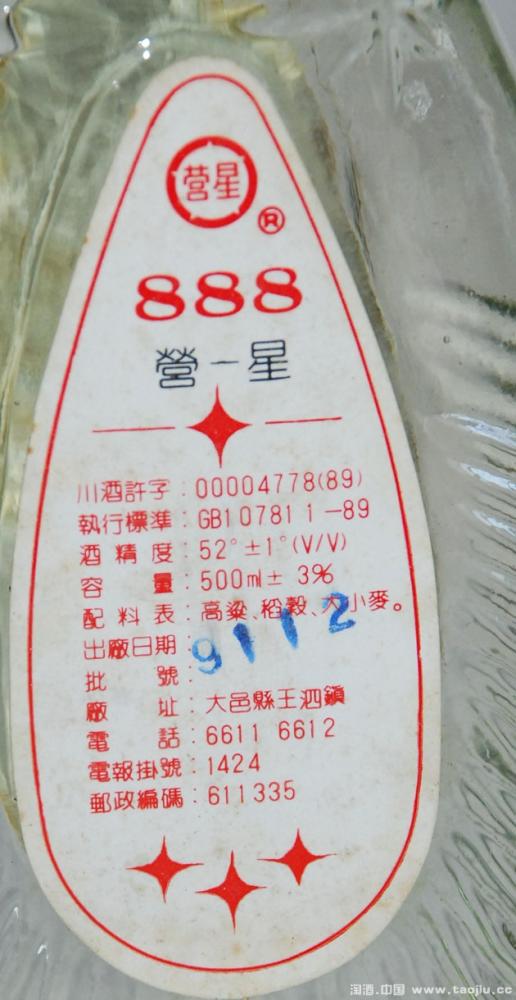 营星
®
888
營一星
川酒許字:00004778(89)
執行標準:GB107811-89
酒精度:52°±1°(V/V)
容量:500ml± 3%
配料表:高粱、稻穀、大小麥。
出廠日期:
9112
批號:
廠址:大邑縣王泗鎮
電話:6611 6612
電報掛號:1424
郵政編碼:611335
淘酒.中国 www.taojiu.cc